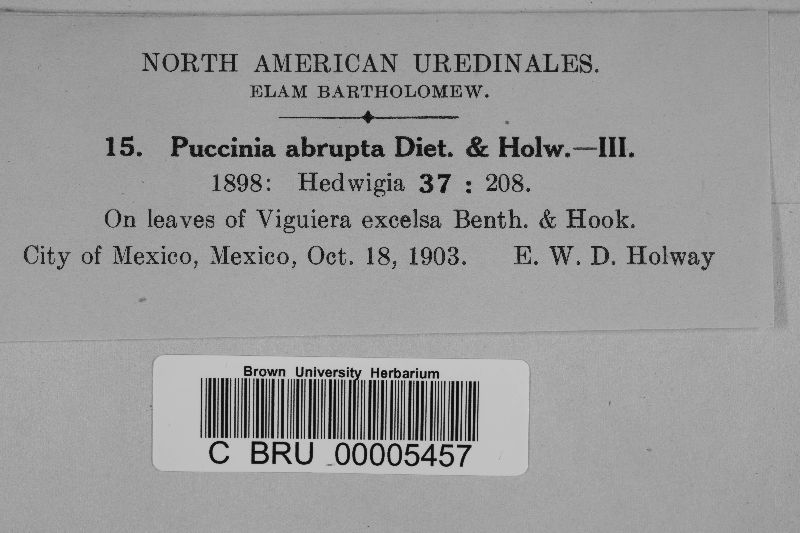 NORTH AMERICAN UREDINALES.
ELAM BARTHOLOMEW.
15. Puccinia abrupta Diet. & Holw.—III.
1898: Hedwigia 37 : 208.
On leaves of Viguiera excelsa Benth. & Hook.
City of Mexico, Mexico, Oct. 18, 1903. E. W. D. Holway
Brown University Herbarium
C BRU 00005457